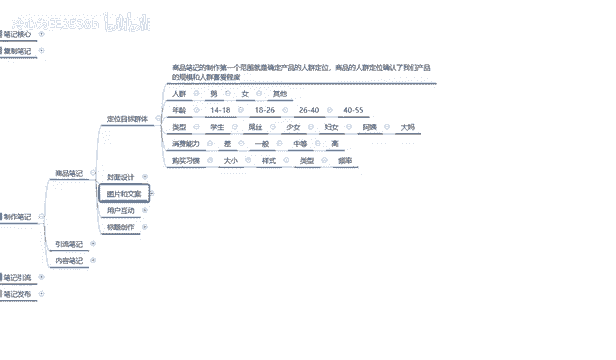 笔记核心
复制笔记
商品笔记的制作第一个范围就是确定产品的人群定位，商品的人群定位确认了我们产品
的规模和人群喜爱程度
人群 男 女 其他
年龄 14-18 18-26 26-40 40-55
定位目标群体
类型 学生 屌丝 少女 妇女 阿姨 大妈
消费能力 差 一般 中等 高
购买习惯 大小 样式 类型 频率
商品笔记
封面设计
图片和文案
用户互动
制作笔记
标题创作
引流笔记
内容笔记
笔记引流
笔记发布